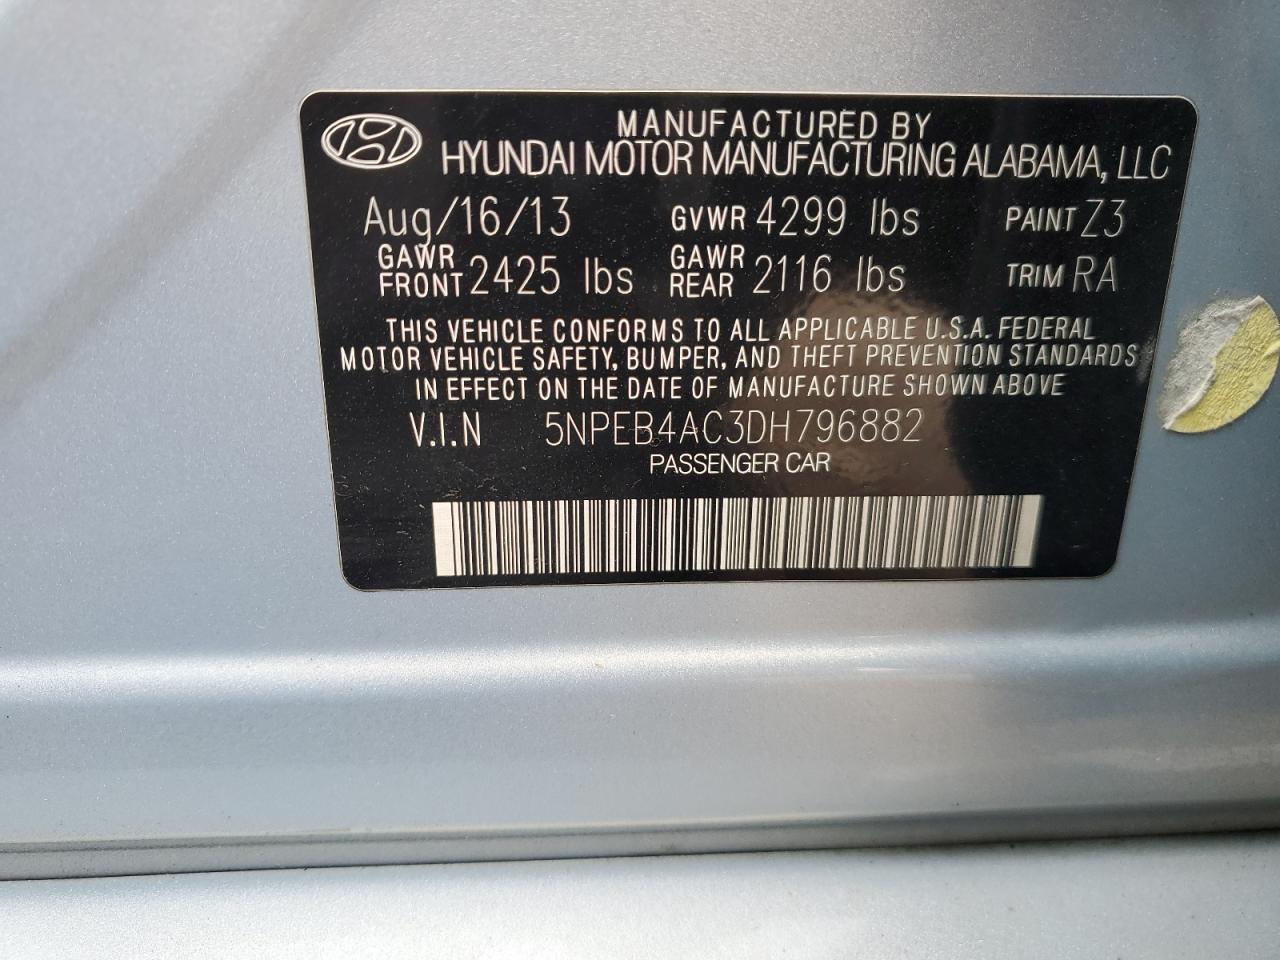 MANUFACTURED BY
HYUNDAI MOTOR MANUFACTURING ALABAMA, LLC
Aug/16/13 GVWR 4299 lbs PAINT Z3
GAWR FRONT 2425 lbs GAWR REAR 2116 lbs TRIM RA
THIS VEHICLE CONFORMS TO ALL APPLICABLE U.S.A. FEDERAL
MOTOR VEHICLE SAFETY, BUMPER, AND THEFT PREVENTION STANDARDS
IN EFFECT ON THE DATE OF MANUFACTURE SHOWN ABOVE
V.I.N 5NPEB4AC3DH796882
PASSENGER CAR